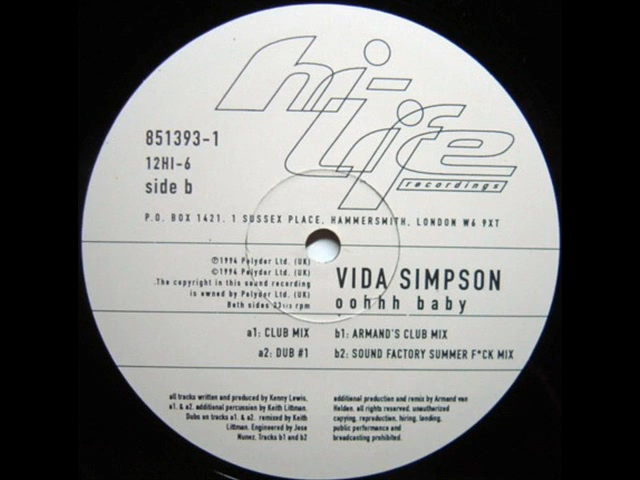 hi-life
recordings
851393-1
12HI-6
side b
P.O. BOX 1421, 1 SUSSEX PLACE, HAMMERSMITH, LONDON W6 9XT
℗1994 Polydor Ltd. (UK)
©1994 Polydor Ltd. (UK)
.The copyright in this sound recording
is owned by Polydor Ltd. (UK)
Both sides 33 1/3 rpm
VIDA SIMPSON
oohhh baby
a1: CLUB MIX
a2: DUB #1
b1: ARMAND'S CLUB MIX
b2: SOUND FACTORY SUMMER F*CK MIX
all tracks written and produced by Kenny Lewis,
a1. & a2. additional percussion by Keith Littman.
Dubs on tracks a1. & a2. remixed by Keith
Littman. Engineered by Jose
Nunez. Tracks b1 and b2
additional production and remix by Armand van
Helden. all rights reserved, unauthorized
copying, reproduction, hiring, lending,
public performance and
broadcasting prohibited.